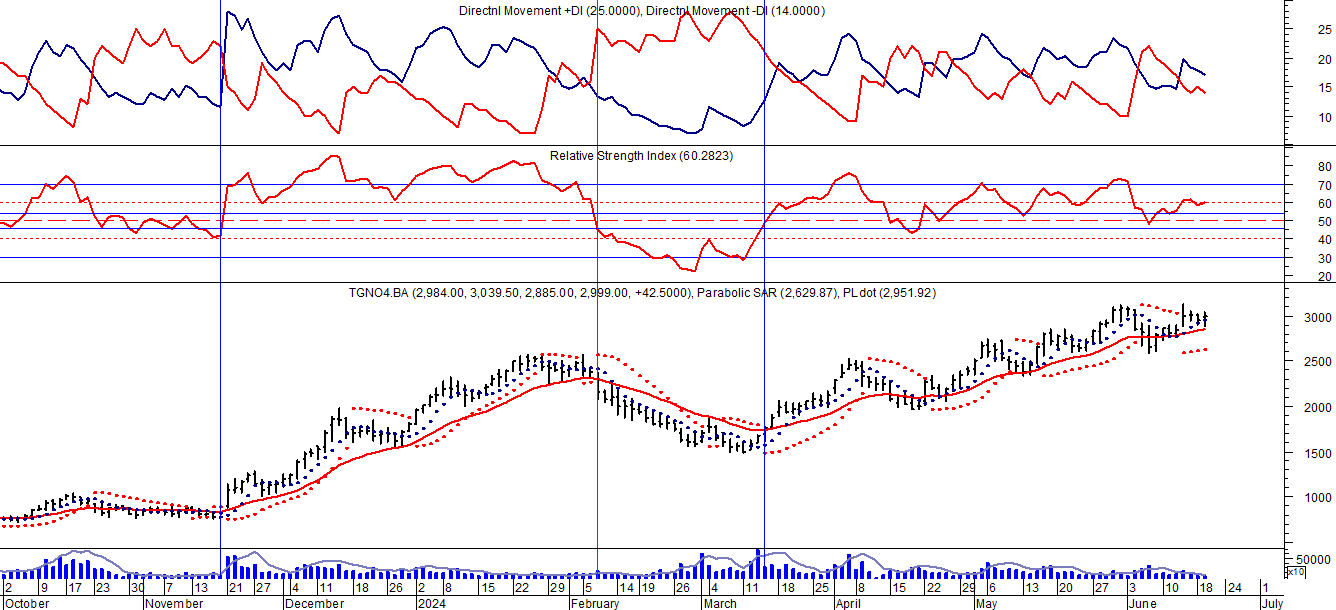 Directnl Movement +DI (25.0000), Directnl Movement -DI (14.0000)
25
20
15
10
Relative Strength Index (60.2823)
80
70
60
50
40
30
20
TGNO4.BA (2,984.00, 3,039.50, 2,885.00, 2,999.00, +42.5000), Parabolic SAR (2,629.87), PLdot (2,951.92)
3000
2500
2000
1500
1000
50000
x10
2 9 17 23 30 7 13 21 27 4 11 18 26 2 8 15 22 29 5 14 19 26 4 11 18 25 8 15 22 29 6 13 20 27 3 10 18 24 1
October November December 2024 February March April May June July